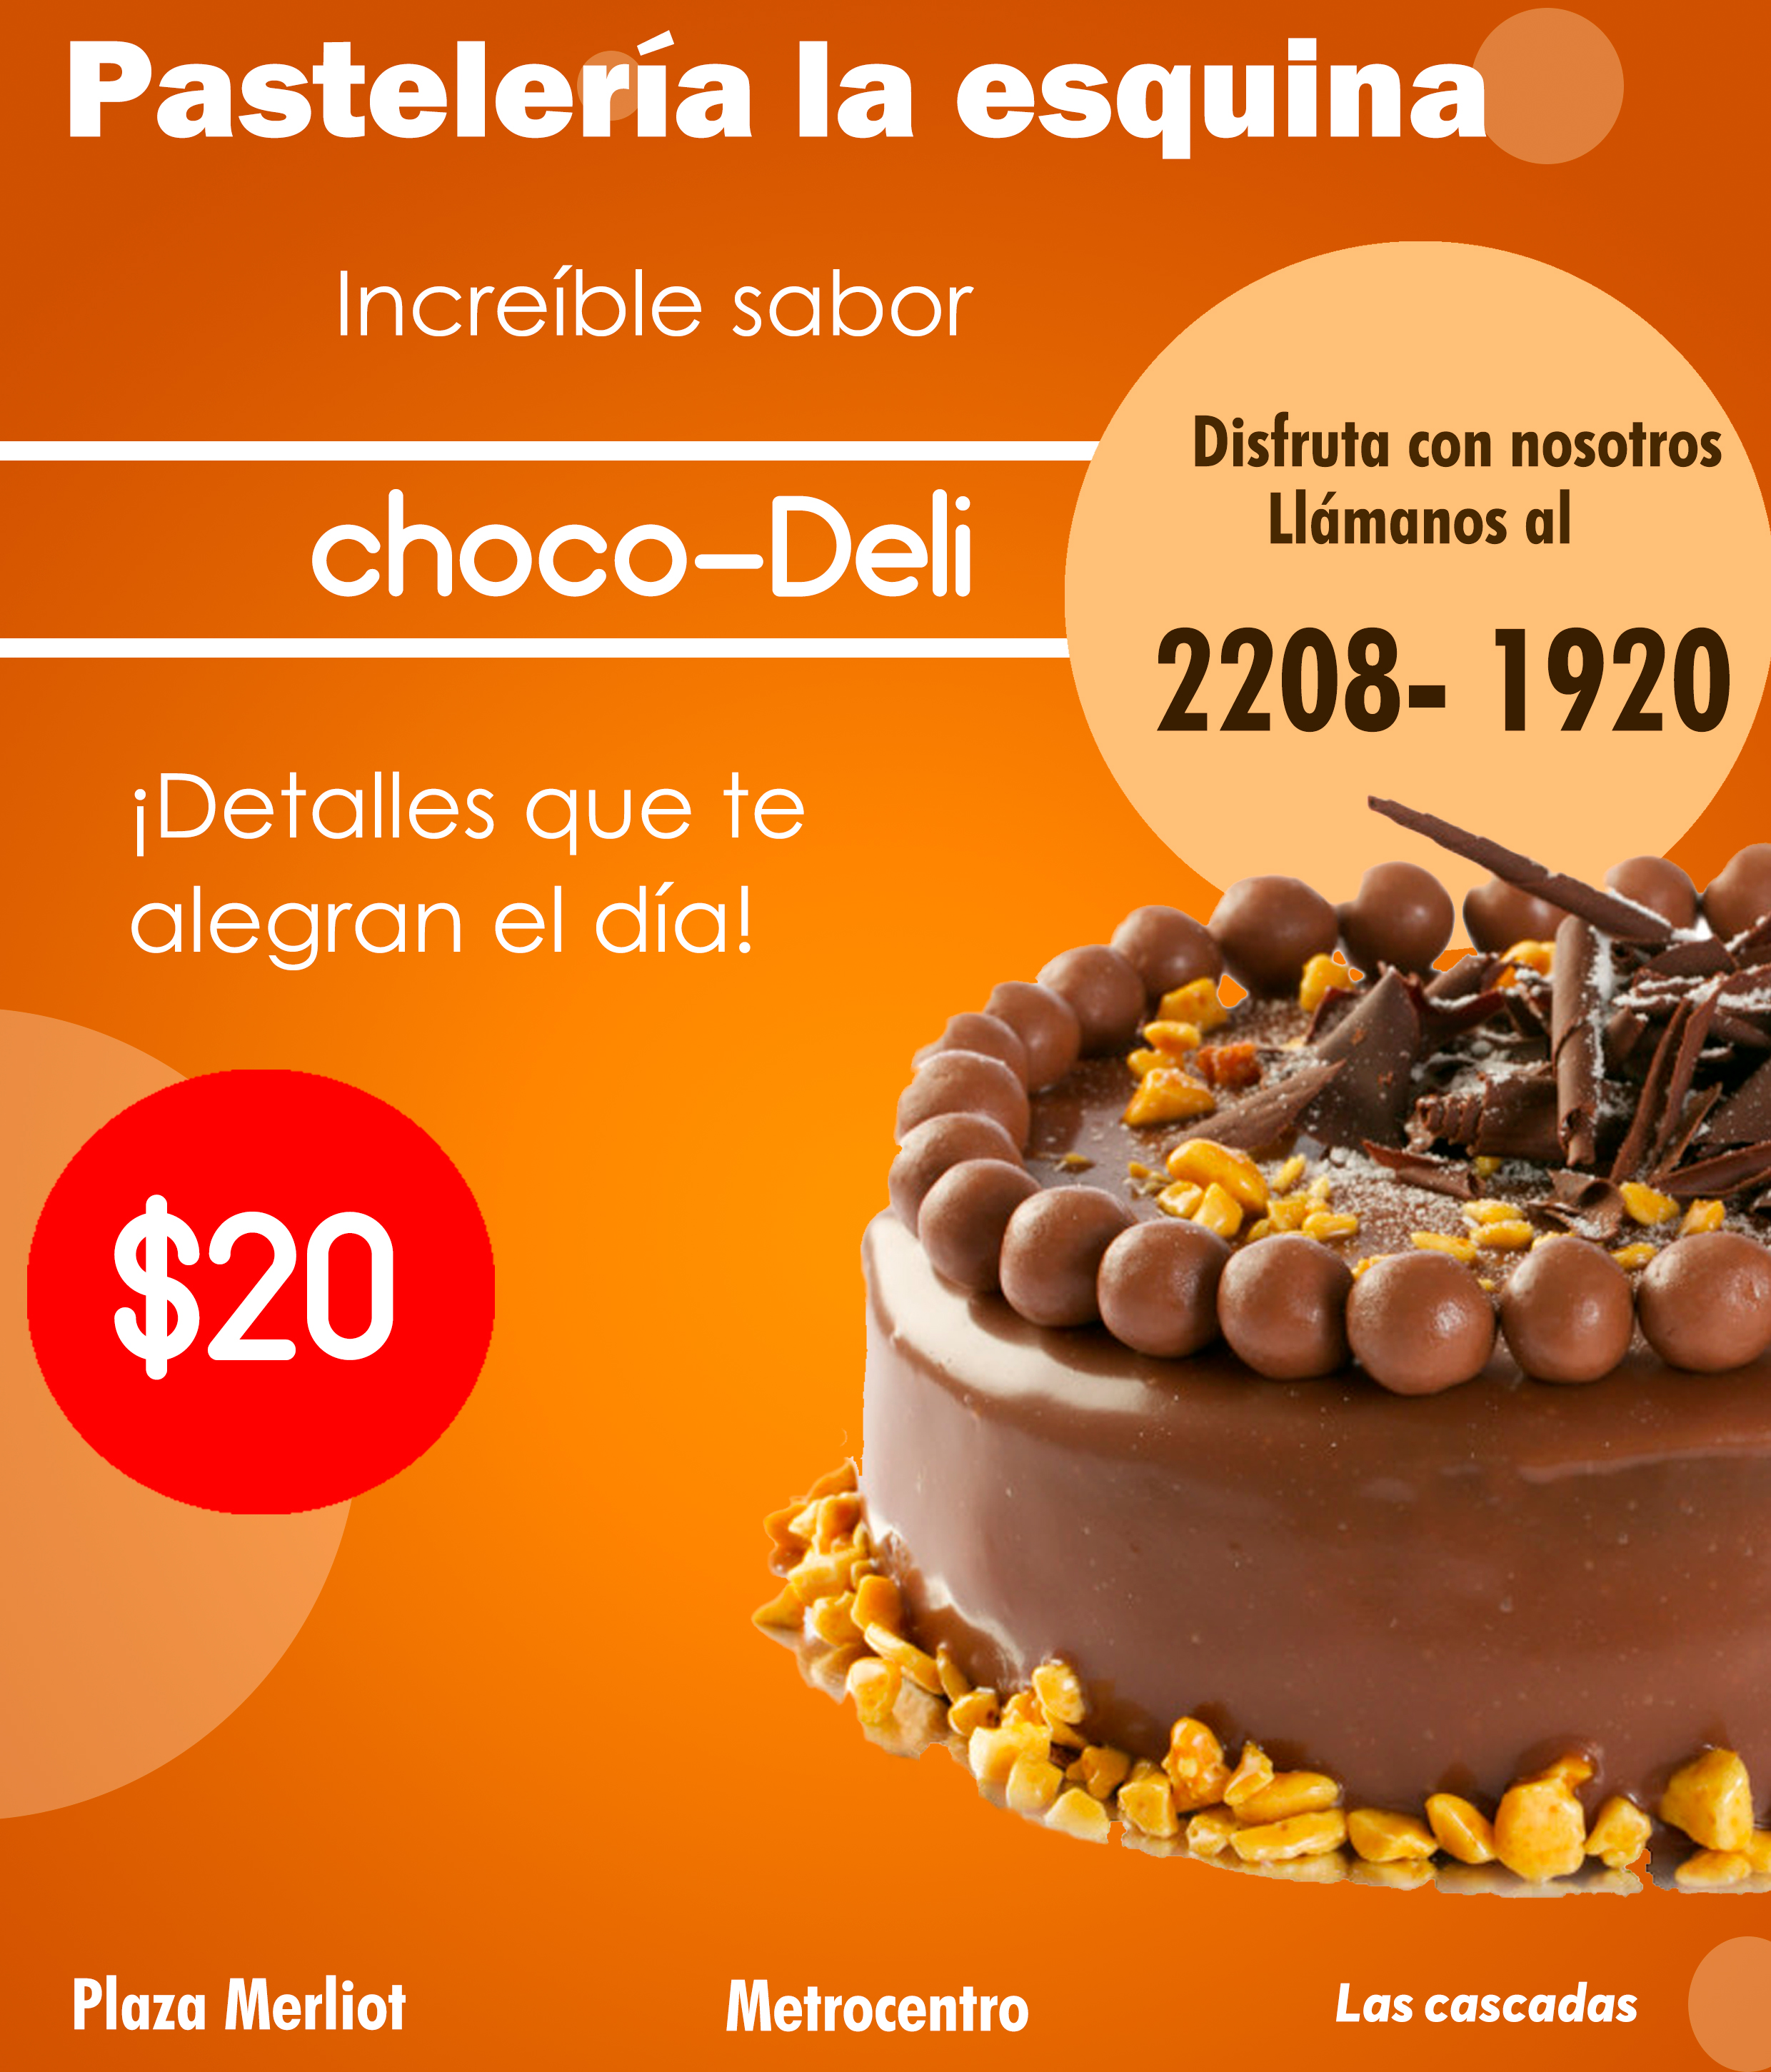 Pastelería la esquina
Increíble sabor
choco-Deli
Disfruta con nosotros
Llámanos al
2208- 1920
¡Detalles que te
alegran el día!
$20
Plaza Merliot
Metrocentro
Las cascadas